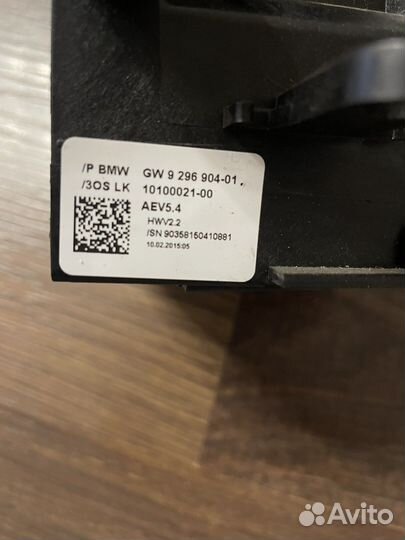 /P BMW GW 9 296 904-01
/3OS LK 10100021-00
AEV5.4
HWV2.2
/SN 90358150410881
10.02.2015:05
Avito